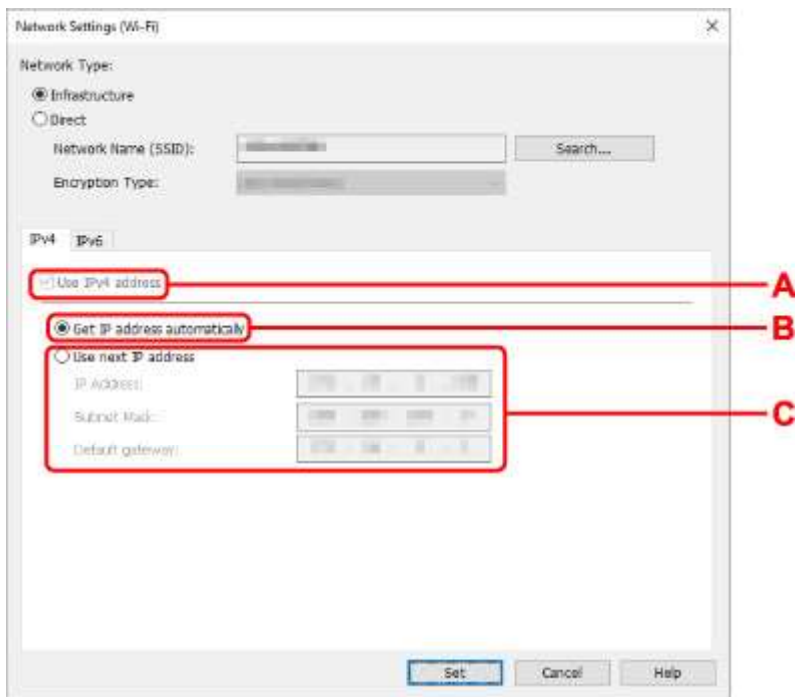 Network Settings (Wi-Fi)
Network Type:
Infrastructure
Direct
Network Name (SSID):
Search...
Encryption Type:
IPv4 IPv6
Use IPv4 address
A
Get IP address automatically
B
Use next IP address
IP Address:
Subnet Mask:
C
Default gateway:
Set Cancel Help